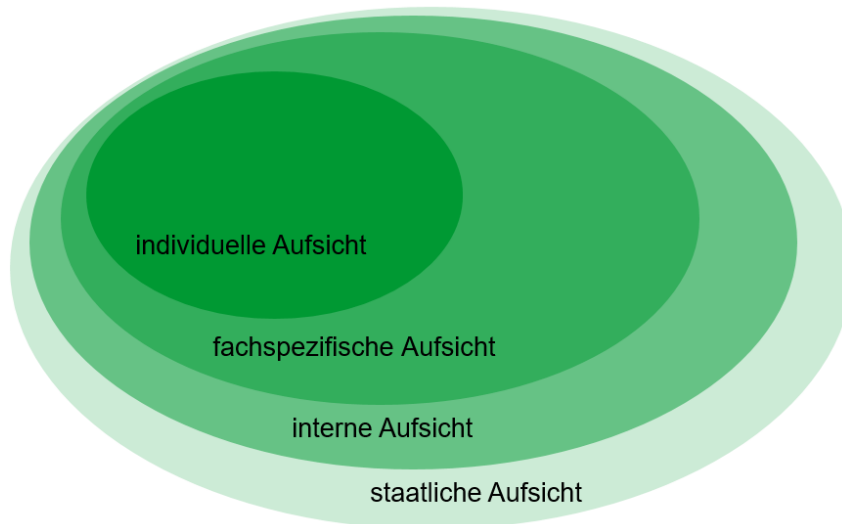 individuelle Aufsicht
fachspezifische Aufsicht
interne Aufsicht
staatliche Aufsicht